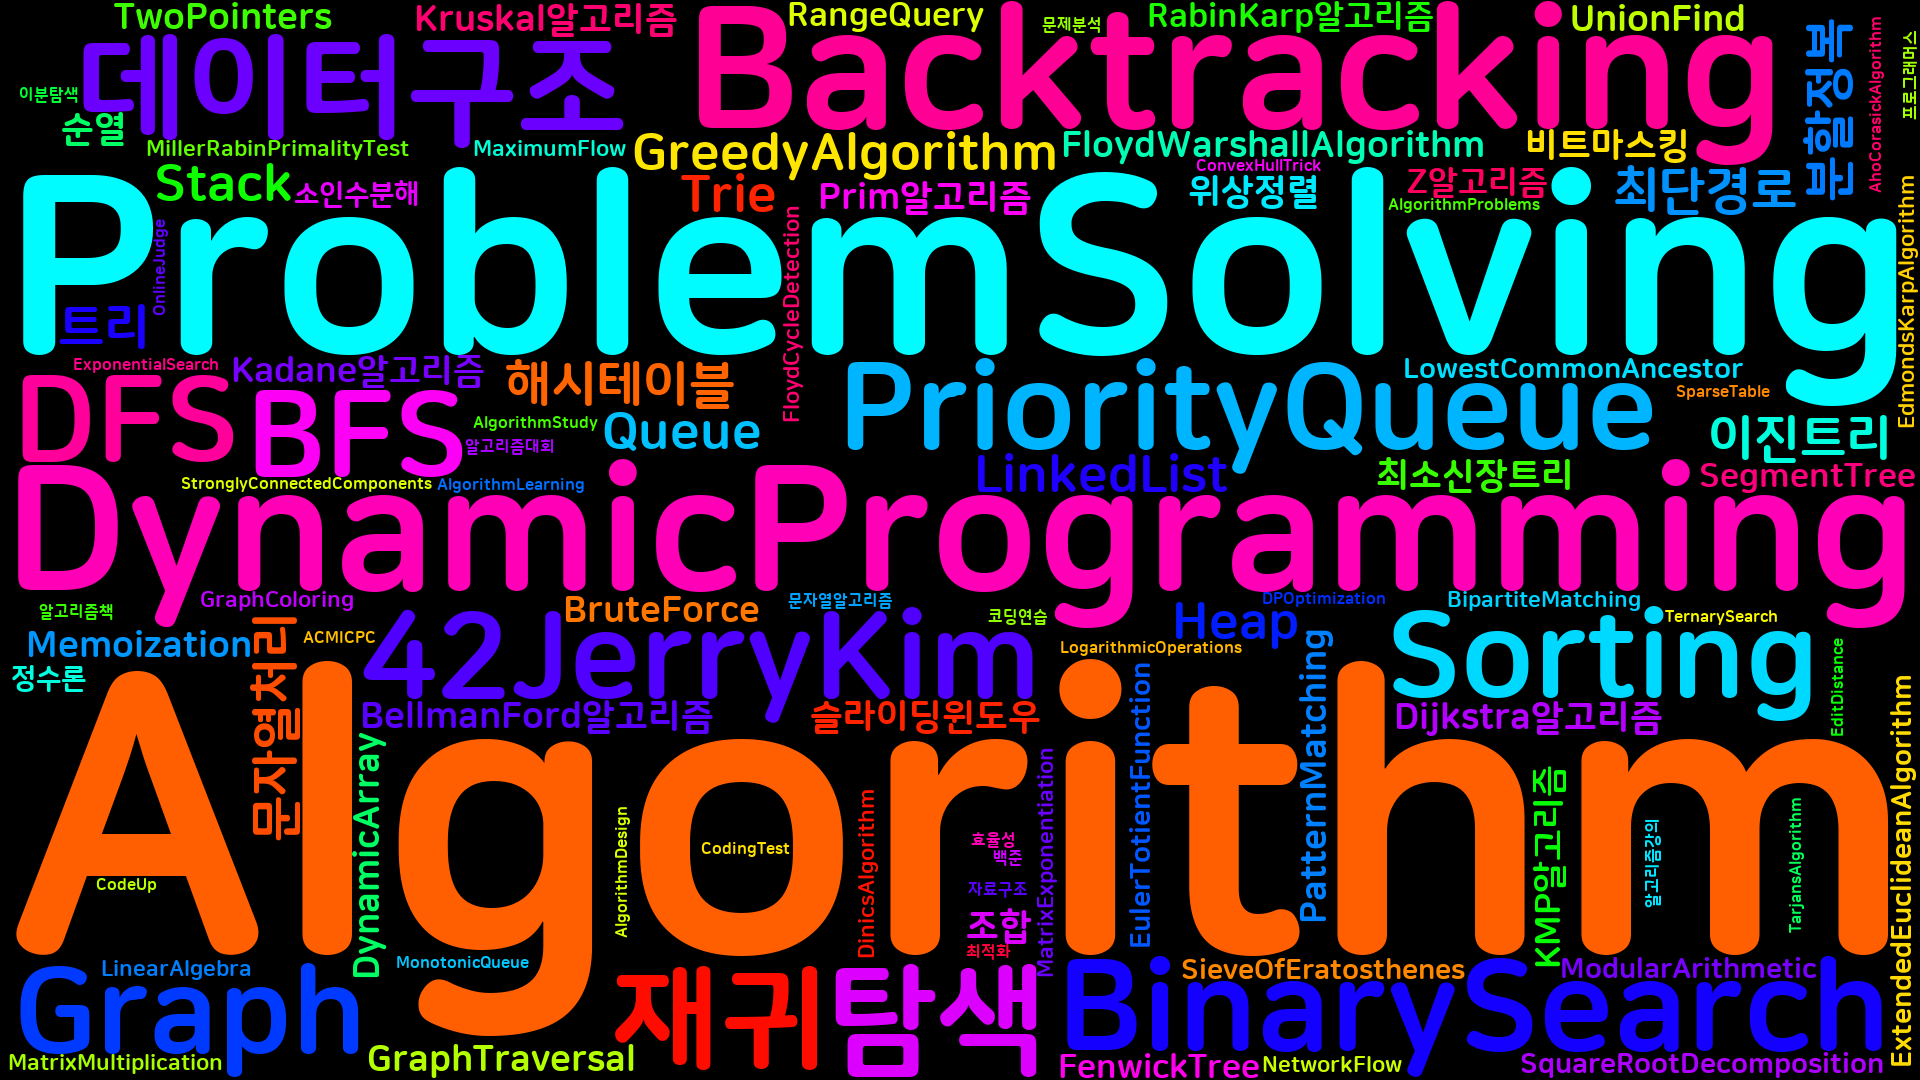 TwoPointers
Kruskal알고리즘
RangeQuery
문제분석
RabinKarp알고리즘
UnionFind
Backtracking
데이터구조
분할정복
AhoCorasickAlgorithm
프로그래머스
이분탐색
순열
MillerRabinPrimalityTest
MaximumFlow
GreedyAlgorithm
FloydWarshallAlgorithm
비트마스킹
ConvexHullTrick
Stack
소인수분해
Trie
Prim알고리즘
위상정렬
Z알고리즘
최단경로
AlgorithmProblems
ProblemSolving
OnlineJudge
FloydCycleDetection
EdmondsKarpAlgorithm
트리
ExponentialSearch
Kadane알고리즘
해시테이블
PriorityQueue
LowestCommonAncestor
SparseTable
DFS
BFS
AlgorithmStudy
알고리즘대회
Queue
이진트리
StronglyConnectedComponents
AlgorithmLearning
LinkedList
최소신장트리
SegmentTree
DynamicProgramming
GraphColoring
알고리즘책
BruteForce
문자열알고리즘
코딩연습
DPOptimization
BipartiteMatching
TernarySearch
Memoization
문자열처리
ACMICPC
42JerryKim
Heap
LogarithmicOperations
Sorting
EditDistance
정수론
BellmanFord알고리즘
슬라이딩윈도우
Dijkstra알고리즘
PatternMatching
EulerTotientFunction
Algorithm
DynamicArray
AlgorithmDesign
CodingTest
DinicsAlgorithm
효율성
백준
자료구조
조합
최적화
MatrixExponentiation
KMP알고리즘
알고리즘강의
TarjansAlgorithm
ExtendedEuclideanAlgorithm
CodeUp
LinearAlgebra
MonotonicQueue
Graph
재귀
탐색
BinarySearch
SieveOfEratosthenes
ModularArithmetic
MatrixMultiplication
GraphTraversal
FenwickTree
NetworkFlow
SquareRootDecomposition